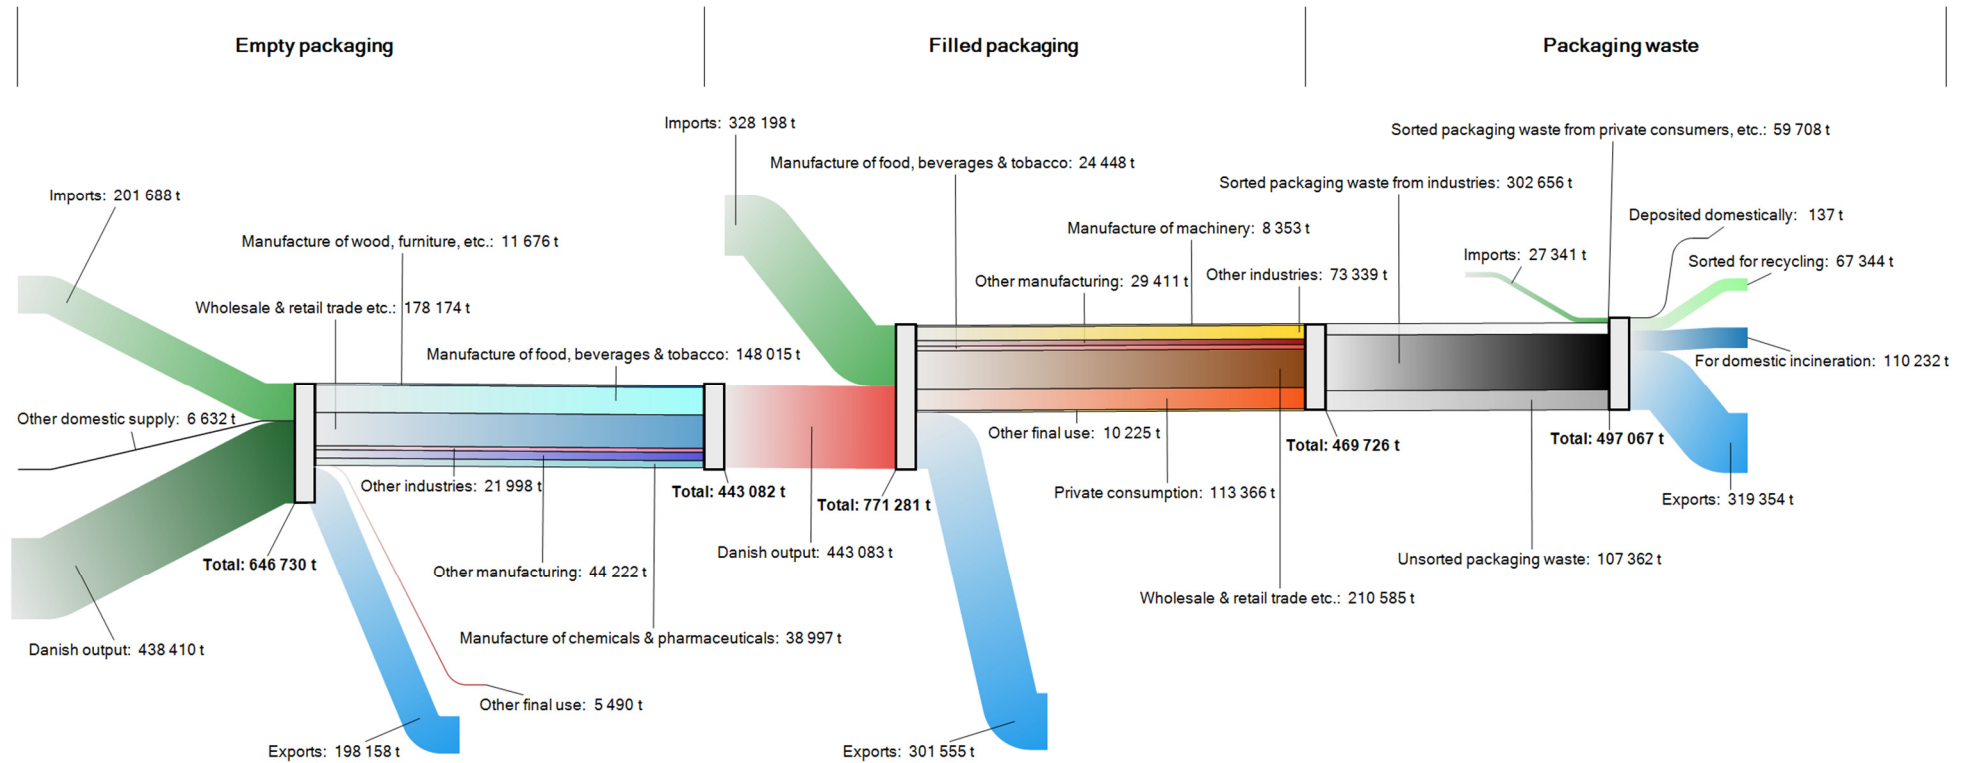 Empty packaging
Filled packaging
Packaging waste
Imports: 201 688 t
Manufacture of wood, furniture, etc.: 11 676 t
Wholesale & retail trade etc.: 178 174 t
Manufacture of food, beverages & tobacco: 148 015 t
Other domestic supply: 6 632 t
Other industries: 21 998 t
Total: 646 730 t
Other manufacturing: 44 222 t
Danish output: 438 410 t
Manufacture of chemicals & pharmaceuticals: 38 997 t
Other final use: 5 490 t
Exports: 198 158 t
Total: 443 082 t
Imports: 328 198 t
Manufacture of food, beverages & tobacco: 24 448 t
Manufacture of machinery: 8 353 t
Other manufacturing: 29 411 t
Other industries: 73 339 t
Other final use: 10 225 t
Total: 771 281 t
Private consumption: 113 366 t
Danish output: 443 083 t
Wholesale & retail trade etc.: 210 585 t
Exports: 301 555 t
Total: 469 726 t
Sorted packaging waste from private consumers, etc.: 59 708 t
Sorted packaging waste from industries: 302 656 t
Deposited domestically: 137 t
Imports: 27 341 t
Sorted for recycling: 67 344 t
For domestic incineration: 110 232 t
Total: 497 067 t
Exports: 319 354 t
Unsorted packaging waste: 107 362 t